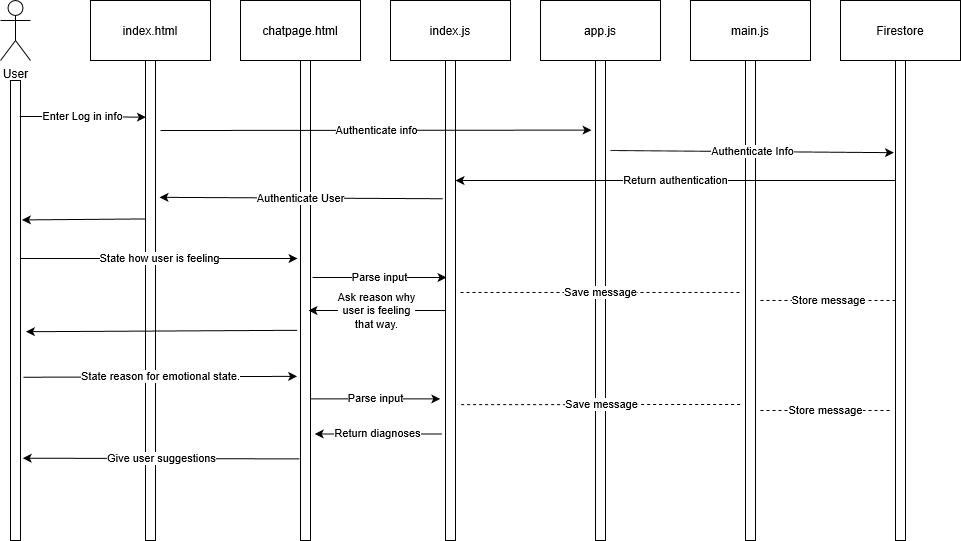 index.html
chatpage.html
index.js
app.js
main.js
Firestore
User
Enter Log in info
Authenticate info
Authenticate Info
Return authentication
Authenticate User
State how user is feeling
Parse input
Save message
Ask reason why
user is feeling
that way.
Store message
State reason for emotional state.
Parse input
Save message
Store message
Return diagnoses
Give user suggestions